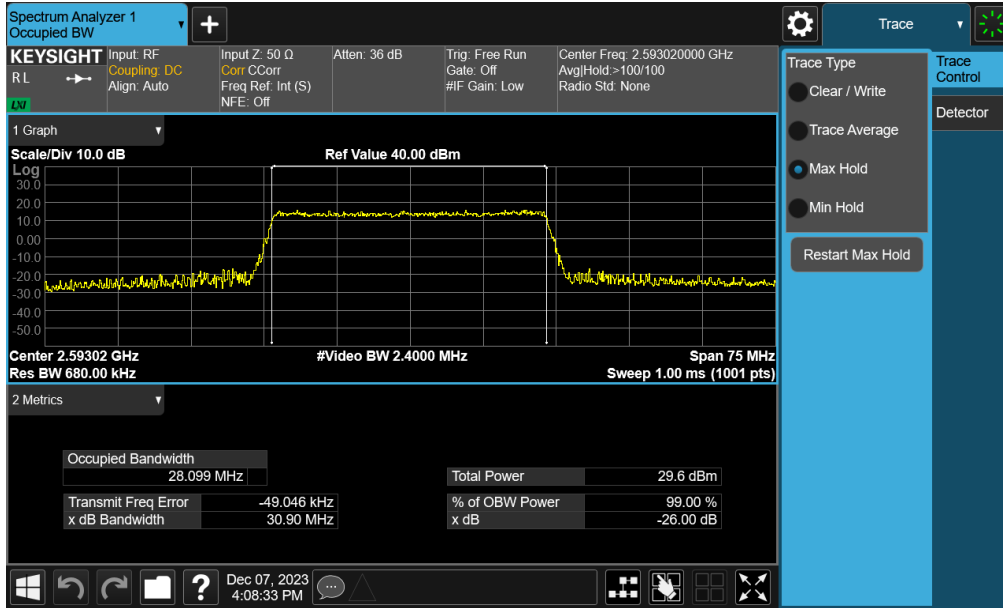 Spectrum Analyzer 1
Occupied BW
Trace
KEYSIGHT
RL
LXI
Input: RF
Coupling: DC
Align: Auto
Input Z: 50 Ω
Corr CCorr
Freq Ref: Int (S)
NFE: Off
Atten: 36 dB
Trig: Free Run
Gate: Off
#IF Gain: Low
Center Freq: 2.593020000 GHz
Avg|Hold:>100/100
Radio Std: None
Trace Type
Clear / Write
Trace Average
Max Hold
Min Hold
Restart Max Hold
Trace
Control
Detector
1 Graph
Scale/Div 10.0 dB
Ref Value 40.00 dBm
Log
30.0
20.0
10.0
0.00
-10.0
-20.0
-30.0
-40.0
-50.0
Center 2.59302 GHz
#Video BW 2.4000 MHz
Span 75 MHz
Res BW 680.00 kHz
Sweep 1.00 ms (1001 pts)
2 Metrics
Occupied Bandwidth
28.099 MHz
Total Power 29.6 dBm
Transmit Freq Error -49.046 kHz
% of OBW Power 99.00 %
x dB Bandwidth 30.90 MHz
x dB -26.00 dB
?
Dec 07, 2023
4:08:33 PM